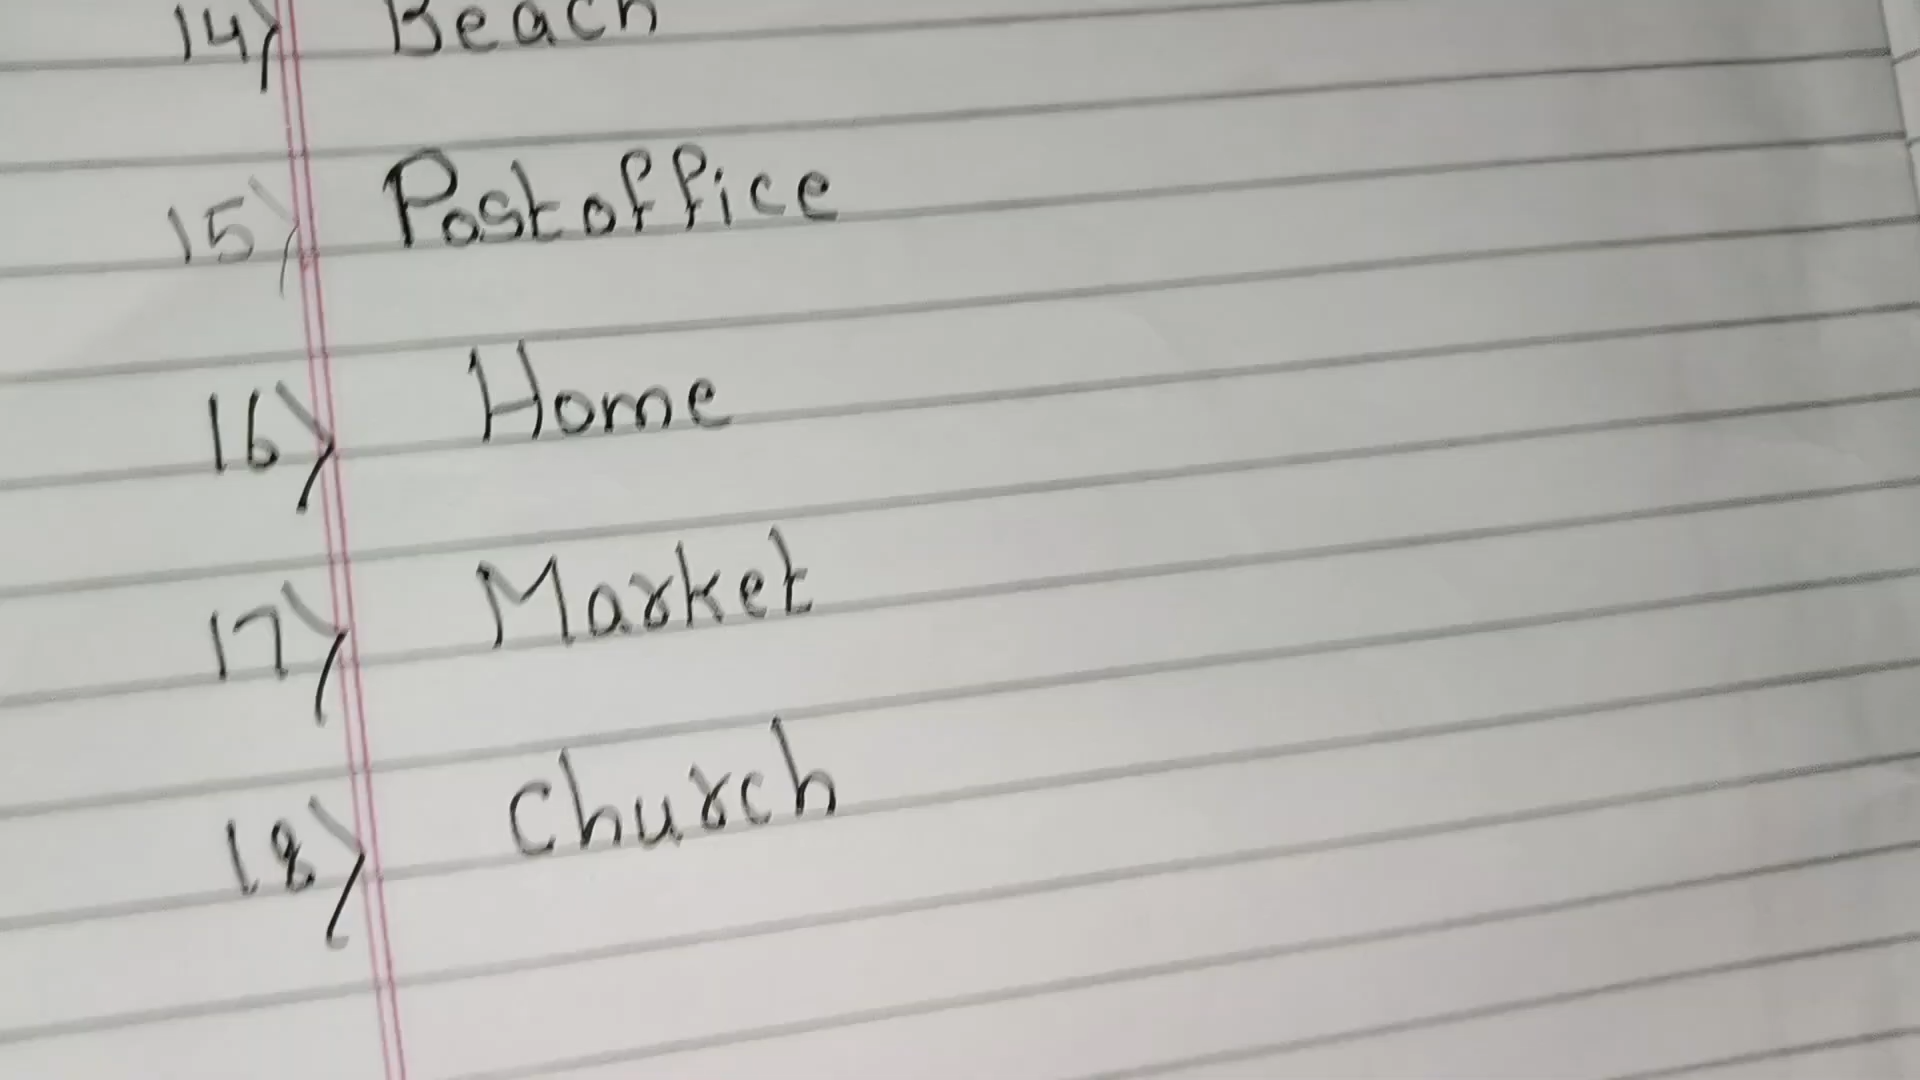 14) Beach
15) Postoffice
16) Home
17) Market
18) Church